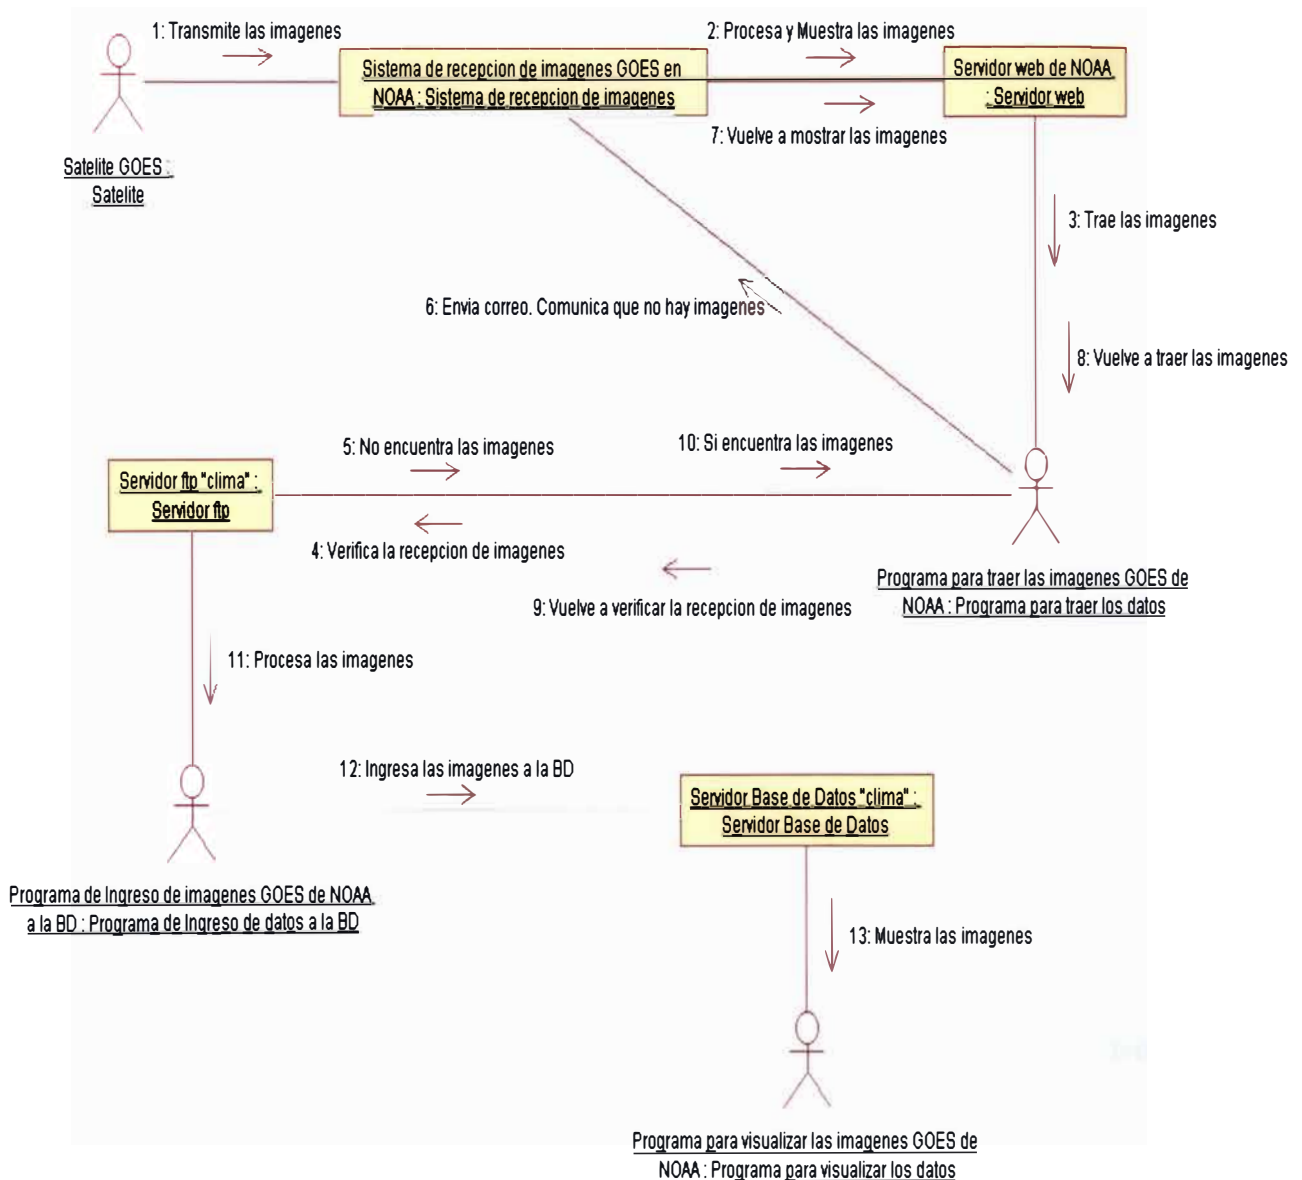 1: Transmite las imagenes
2: Procesa y Muestra las imagenes
Sistema de recepcion de imagenes GOES en
NOAA : Sistema de recepcion de imagenes
Servidor web de NOAA
: Servidor web
7: Vuelve a mostrar las imagenes
Satelite GOES :
Satelite
3: Trae las imagenes
6: Envia correo. Comunica que no hay imagenes
8: Vuelve a traer las imagenes
5: No encuentra las imagenes
10: Si encuentra las imagenes
Servidor ftp "clima" :
Servidor ftp
4: Verifica la recepcion de imagenes
9: Vuelve a verificar la recepcion de imagenes
Programa para traer las imagenes GOES de
NOAA : Programa para traer los datos
11: Procesa las imagenes
12: Ingresa las imagenes a la BD
Servidor Base de Datos "clima" :
Servidor Base de Datos
Programa de Ingreso de imagenes GOES de NOAA
a la BD : Programa de Ingreso de datos a la BD
13: Muestra las imagenes
Programa para visualizar las imagenes GOES de
NOAA : Programa para visualizar los datos